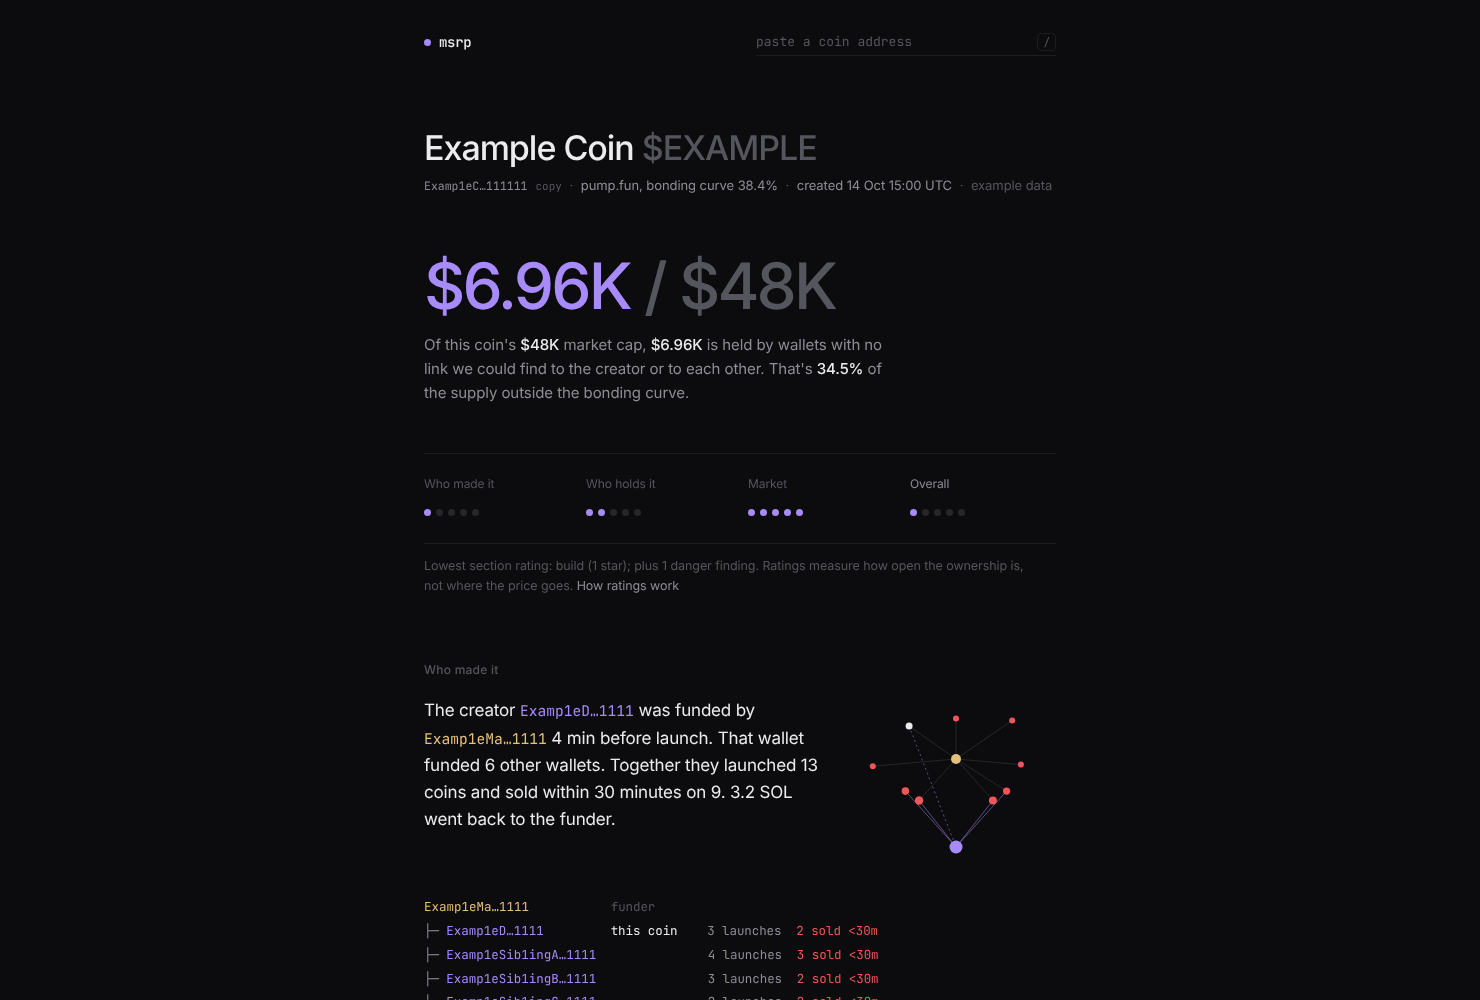 msrp
paste a coin address
/
Example Coin $EXAMPLE
Examp1eC…111111 copy · pump.fun, bonding curve 38.4% · created 14 Oct 15:00 UTC · example data
$6.96K / $48K
Of this coin's $48K market cap, $6.96K is held by wallets with no
link we could find to the creator or to each other. That's 34.5% of
the supply outside the bonding curve.
Who made it
Who holds it
Market
Overall
Lowest section rating: build (1 star); plus 1 danger finding. Ratings measure how open the ownership is,
not where the price goes. How ratings work
Who made it
The creator Examp1eD…1111 was funded by
Examp1eMa…1111 4 min before launch. That wallet
funded 6 other wallets. Together they launched 13
coins and sold within 30 minutes on 9. 3.2 SOL
went back to the funder.
Examp1eMa…1111 funder
├─ Examp1eD…1111 this coin 3 launches 2 sold <30m
├─ Examp1eSib1ingA…1111 4 launches 3 sold <30m
├─ Examp1eSib1ingB…1111 3 launches 2 sold <30m